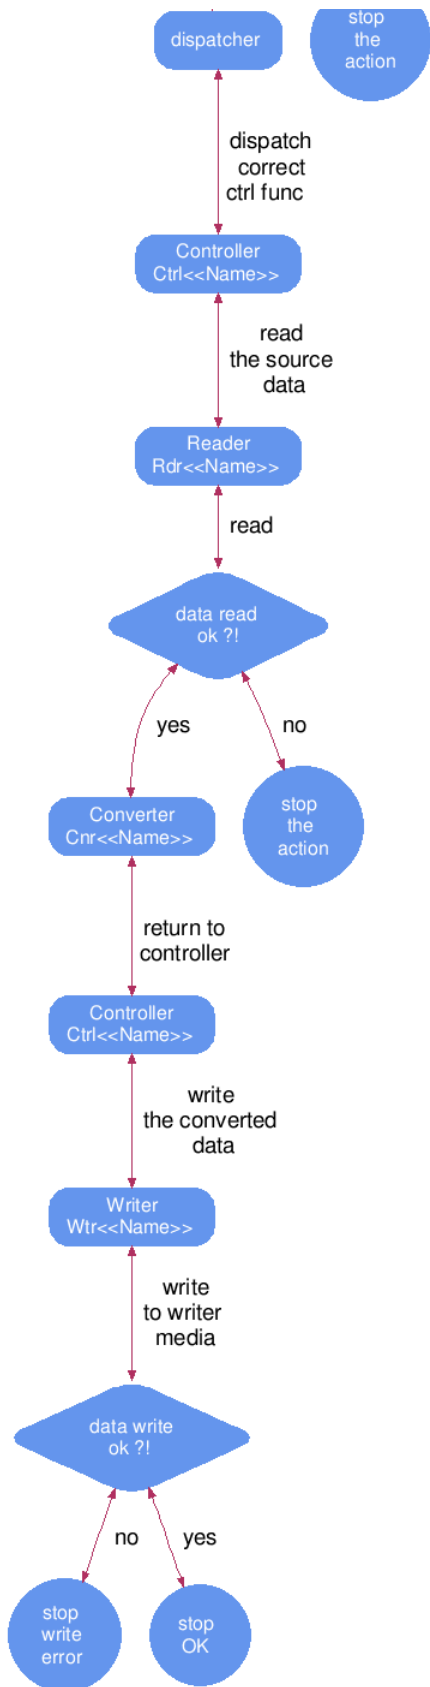 dispatcher
stop
the
action
dispatch
correct
ctrl func
Controller
Ctrl<<Name>>
read
the source
data
Reader
Rdr<<Name>>
read
data read
ok ?!
yes
no
Converter
Cnr<<Name>>
stop
the
action
return to
controller
Controller
Ctrl<<Name>>
write
the converted
data
Writer
Wtr<<Name>>
write
to writer
media
data write
ok ?!
no
yes
stop
write
error
stop
OK